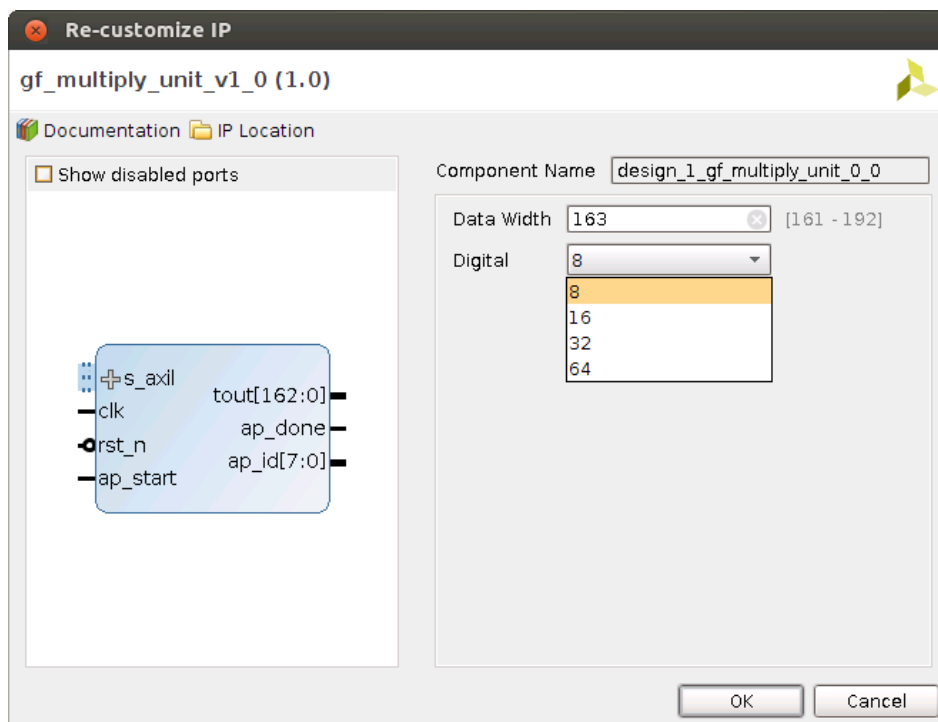 Re-customize IP
gf_multiply_unit_v1_0 (1.0)
Documentation IP Location
Show disabled ports
s_axil
clk
rst_n
ap_start
tout[162:0]
ap_done
ap_id[7:0]
Component Name design_1_gf_multiply_unit_0_0
Data Width 163 [161 - 192]
Digital 8
8
16
32
64
OK Cancel